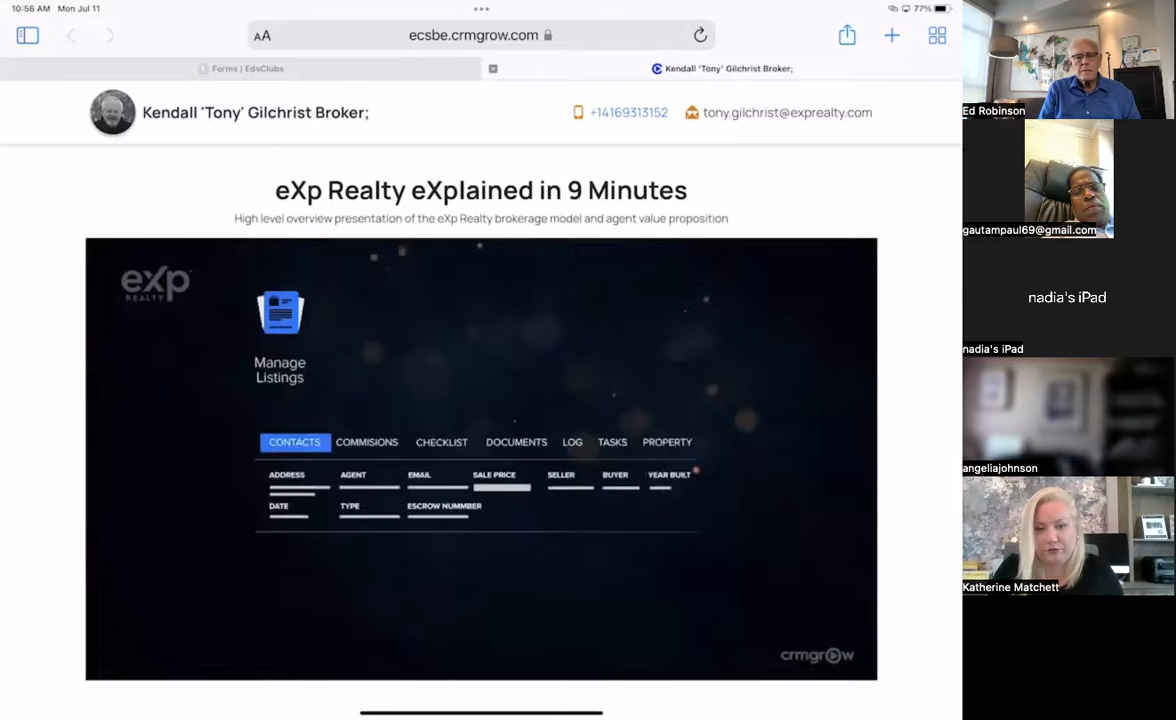 10:56 AM Mon Jul 11
77%
AA
ecsbe.crmgrow.com
Forms | EdsClubs
Kendall 'Tony' Gilchrist Broker;
Kendall 'Tony' Gilchrist Broker;
+14169313152
tony.gilchrist@exprealty.com
eXp Realty eXplained in 9 Minutes
High level overview presentation of the eXp Realty brokerage model and agent value proposition
eXp
REALTY
Manage
Listings
CONTACTS COMMISIONS CHECKLIST DOCUMENTS LOG TASKS PROPERTY
ADDRESS AGENT EMAIL SALE PRICE SELLER BUYER YEAR BUILT
DATE TYPE ESCROW NUMMBER
crmgrow
Ed Robinson
gautampaul69@gmail.com
nadia's iPad
nadia's iPad
angeliajohnson
Katherine Matchett